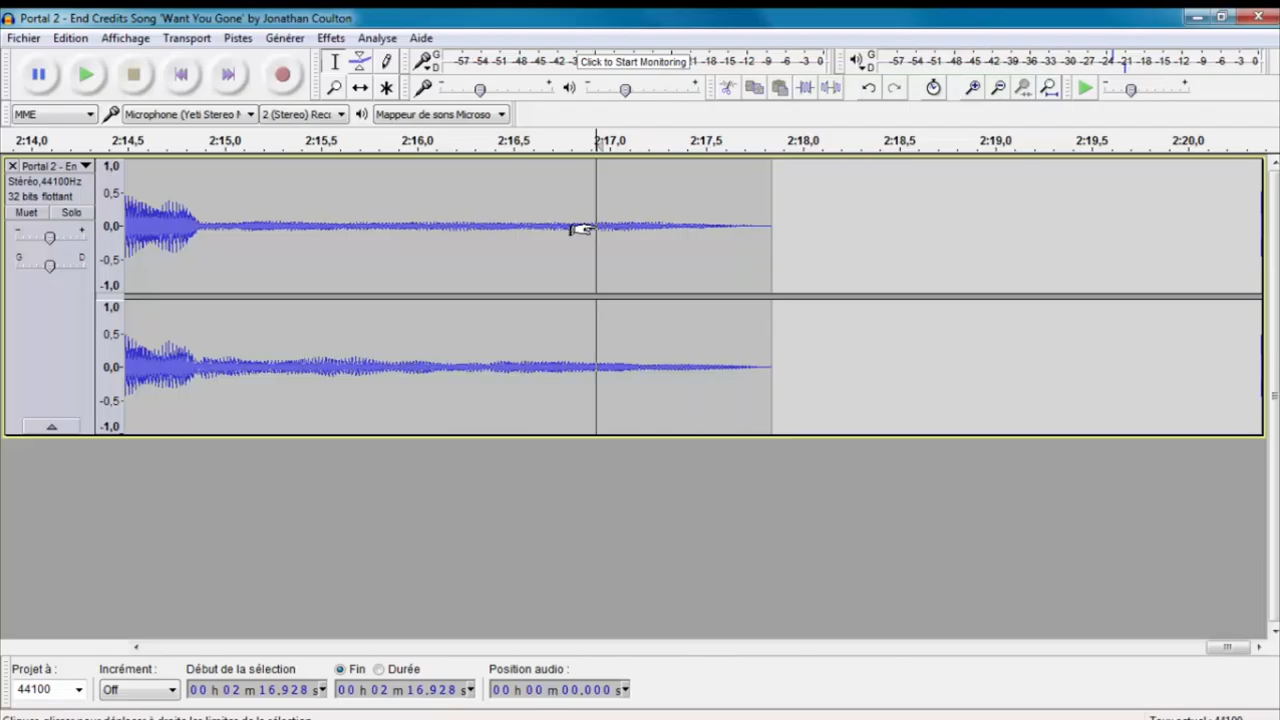 Portal 2 - End Credits Song 'Want You Gone' by Jonathan Coulton
Fichier Edition Affichage Transport Pistes Générer Effets Analyse Aide
G D -57 -54 -51 -48 -45 -42 -3 Click to Start Monitoring 1 -18 -15 -12 -9 -6 -3 0 G D -57 -54 -51 -48 -45 -42 -39 -36 -33 -30 -27 -24 -21 -18 -15 -12 -9 -6 -3 0
- + - + - +
MME Microphone (Yeti Stereo M 2 (Stereo) Recc Mappeur de sons Microso
2:14,0 2:14,5 2:15,0 2:15,5 2:16,0 2:16,5 2:17,0 2:17,5 2:18,0 2:18,5 2:19,0 2:19,5 2:20,0
Portal 2 - En
Stéréo,44100Hz
32 bits flottant
Muet Solo
- +
G D
1,0
0,5
0,0
-0,5
-1,0
1,0
0,5
0,0
-0,5
-1,0
Projet à : Incrément : Début de la sélection Fin Durée Position audio :
44100 Off 00 h 02 m 16.928 s 00 h 02 m 16.928 s 00 h 00 m 00.000 s